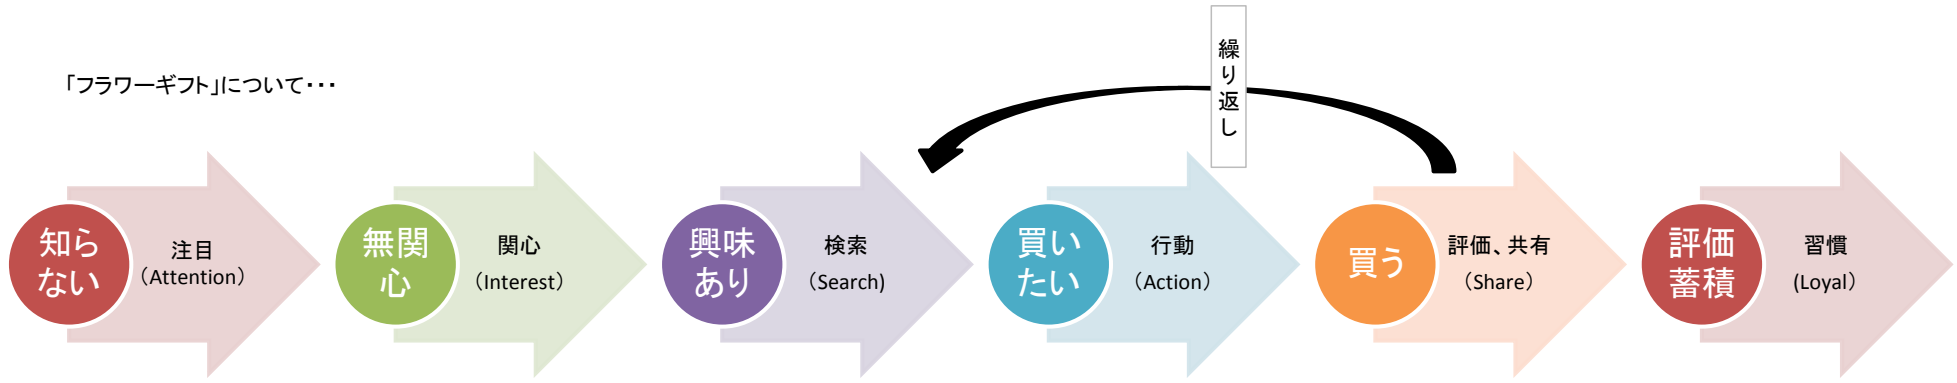 「フラワーギフト」について・・・
繰り返し
知ら
ない
注目
（Attention）
無関
心
関心
（Interest）
興味
あり
検索
（Search)
買い
たい
行動
（Action）
買う
評価、共有
（Share）
評価
蓄積
習慣
(Loyal）